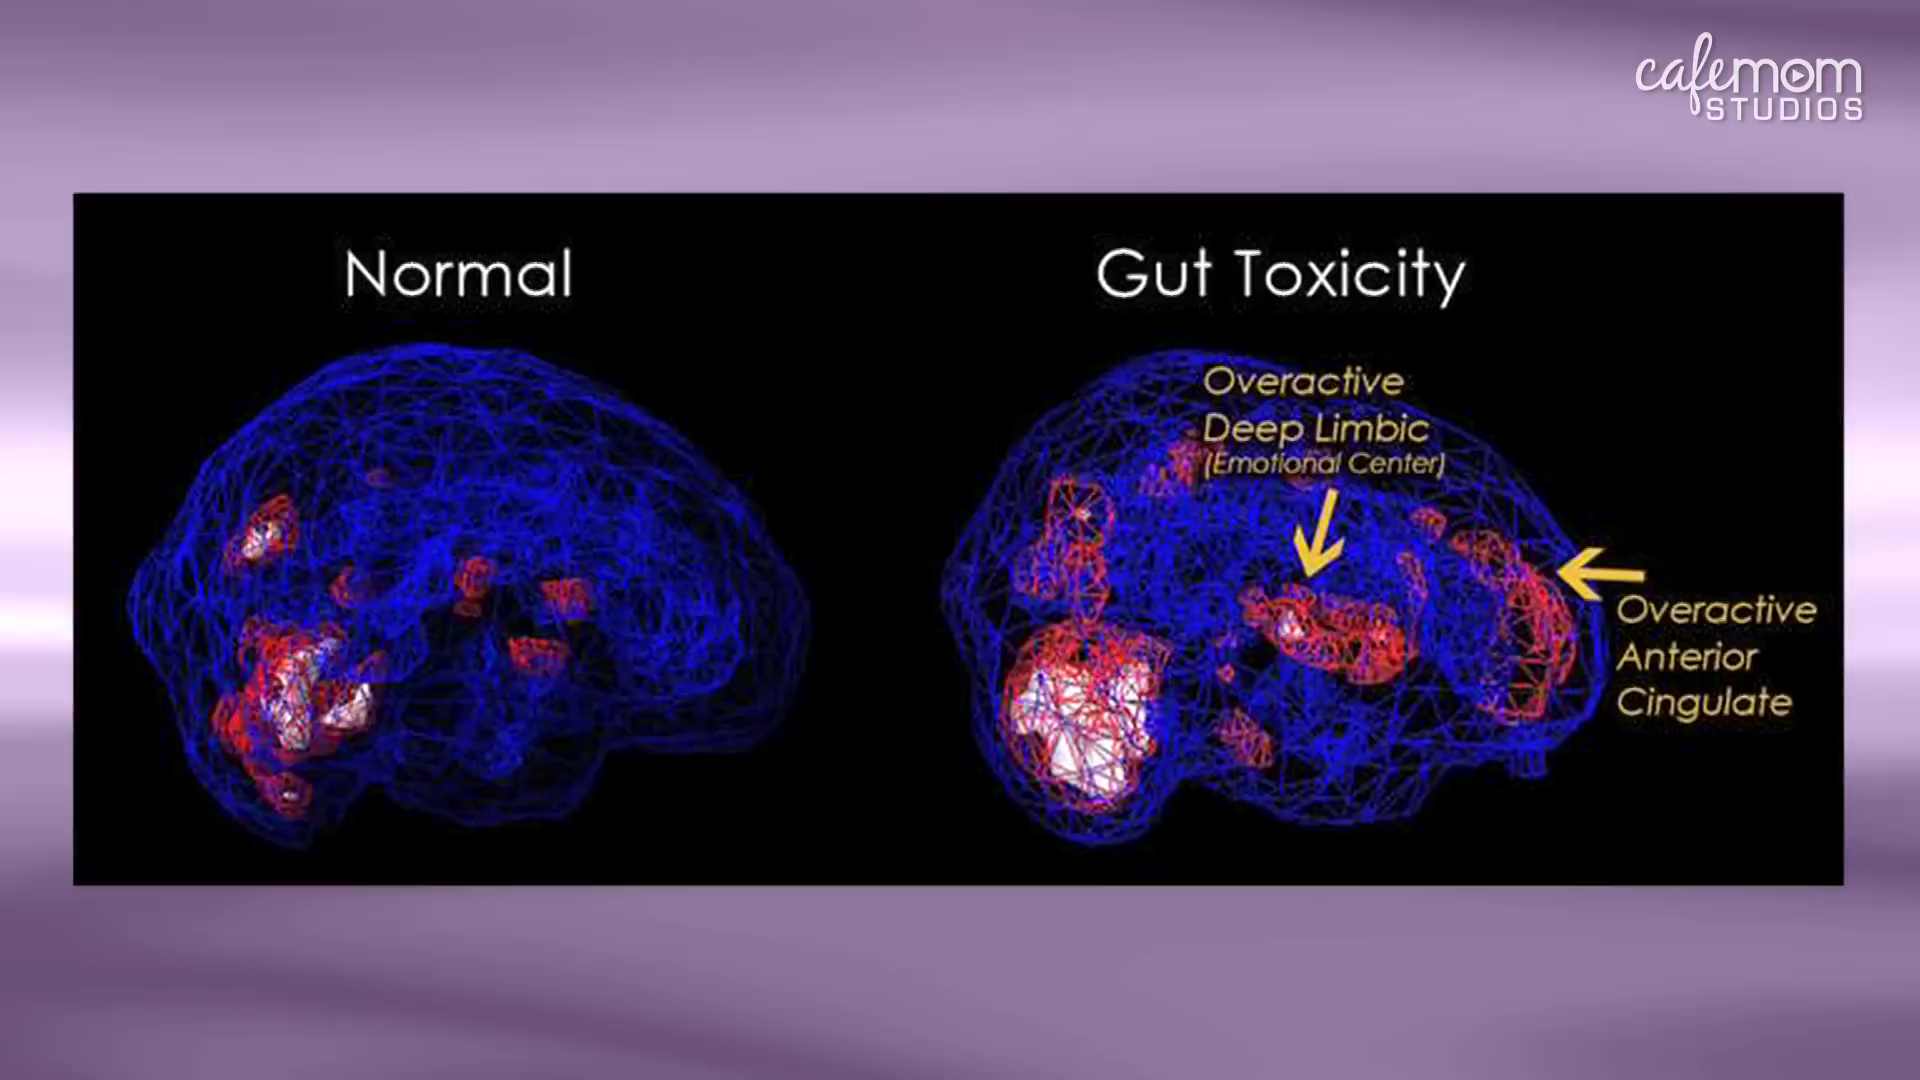 cafemom
STUDIOS
Normal
Gut Toxicity
Overactive
Deep Limbic
(Emotional Center)
Overactive
Anterior
Cingulate